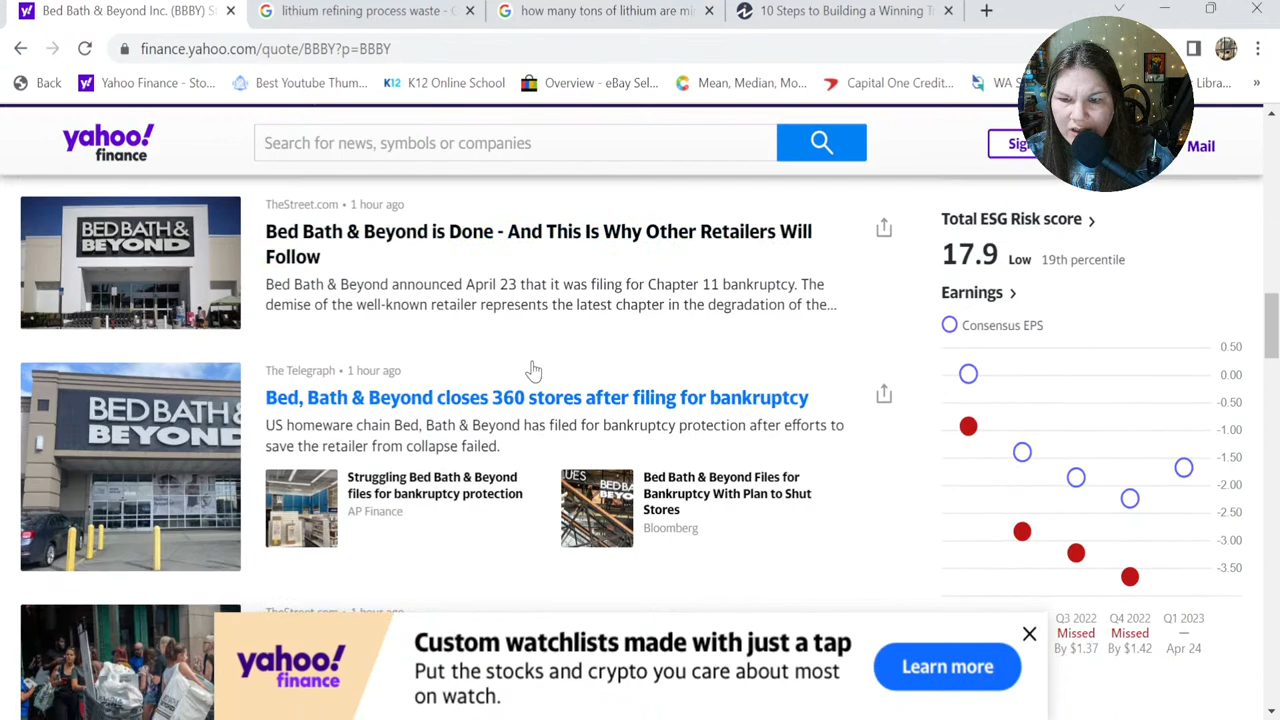 Bed Bath & Beyond Inc. (BBBY) S
lithium refining process waste - G
how many tons of lithium are mi
10 Steps to Building a Winning T
finance.yahoo.com/quote/BBBY?p=BBBY
Back
Yahoo Finance - Sto...
Best Youtube Thum...
K12 K12 Online School
Overview - eBay Sel...
Mean, Median, Mo...
Capital One Credit...
WA S
Libra...
yahoo!
finance
Search for news, symbols or companies
Sig
Mail
TheStreet.com • 1 hour ago
Bed Bath & Beyond is Done - And This Is Why Other Retailers Will
Follow
Bed Bath & Beyond announced April 23 that it was filing for Chapter 11 bankruptcy. The
demise of the well-known retailer represents the latest chapter in the degradation of the...
BED BATH &
BEYOND
The Telegraph • 1 hour ago
Bed, Bath & Beyond closes 360 stores after filing for bankruptcy
US homeware chain Bed, Bath & Beyond has filed for bankruptcy protection after efforts to
save the retailer from collapse failed.
BED BATH &
BEYOND
Struggling Bed Bath & Beyond
files for bankruptcy protection
AP Finance
Bed Bath & Beyond Files for
Bankruptcy With Plan to Shut
Stores
Bloomberg
TheStreet.com • 1 hour ago
Total ESG Risk score
17.9 Low 19th percentile
Earnings
Consensus EPS
0.50
0.00
-0.50
-1.00
-1.50
-2.00
-2.50
-3.00
-3.50
Q3 2022 Q4 2022 Q1 2023
Missed Missed —
By $1.37 By $1.42 Apr 24
yahoo!
finance
Custom watchlists made with just a tap
Put the stocks and crypto you care about most
on watch.
Learn more